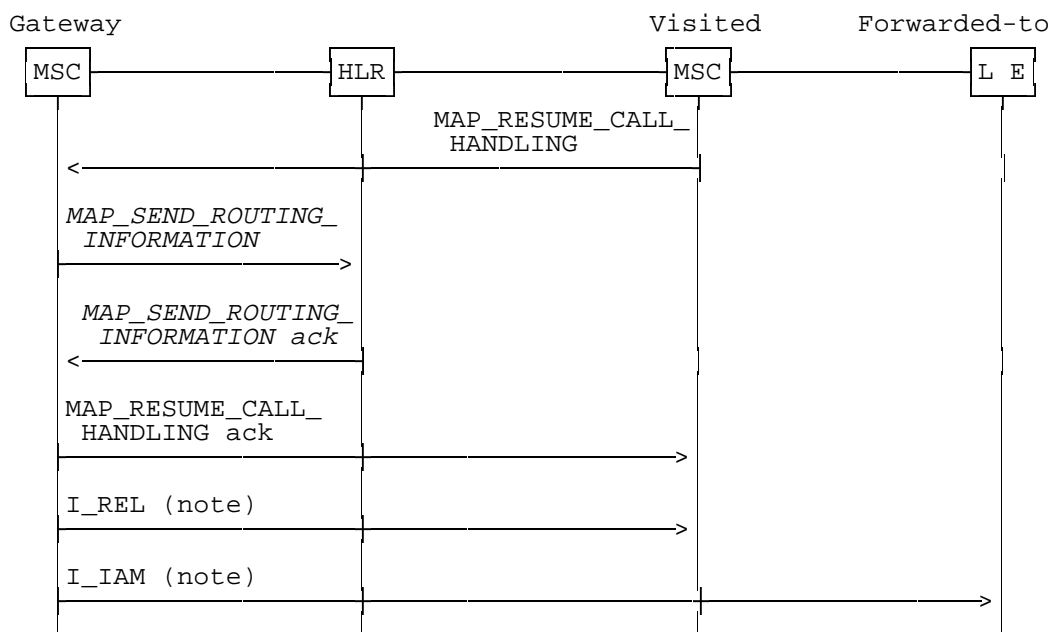 Gateway Visited Forwarded-to
MSC HLR MSC L E
MAP_RESUME_CALL_
HANDLING
MAP_SEND_ROUTING_
INFORMATION
MAP_SEND_ROUTING_
INFORMATION ack
MAP_RESUME_CALL_
HANDLING ack
I_REL (note)
I_IAM (note)